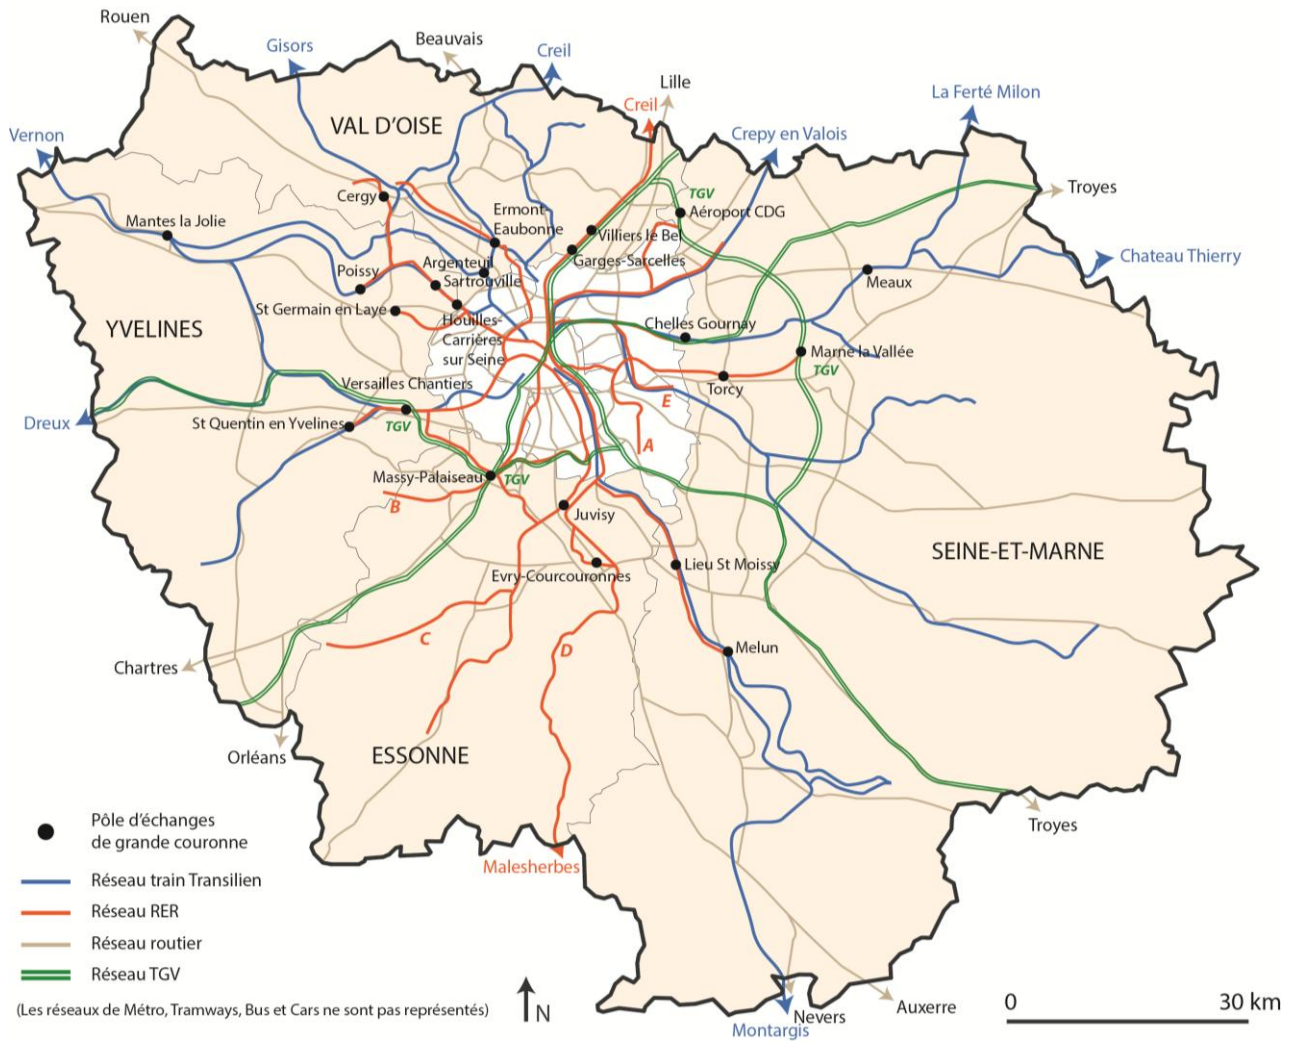 Rouen
Gisors
Beauvais
Creil
Lille
Creil
La Ferté Milon
Vernon
VAL D'OISE
Crepy en Valois
Troyes
Cergy
TGV
Aéroport CDG
Mantes la Jolie
Ermont
Eaubonne
Villiers le Bel
Garges-Sarcelles
Chateau Thierry
Poissy
Argenteuil
Sartrouville
Meaux
St Germain en Laye
Houilles-
Carrières
sur Seine
Chelles Gournay
YVELINES
Marne la Vallée
TGV
Versailles Chantiers
Torcy
E
Dreux
St Quentin en Yvelines
TGV
A
Massy-Palaiseau
TGV
B
Juvisy
SEINE-ET-MARNE
Evry-Courcouronnes
Lieu St Moissy
C
D
Melun
Chartres
Orléans
ESSONNE
Troyes
Pôle d'échanges
de grande couronne
Malesherbes
Réseau train Transilien
Réseau RER
Réseau routier
Réseau TGV
(Les réseaux de Métro, Tramways, Bus et Cars ne sont pas représentés)
N
0 30 km
Auxerre
Nevers
Montargis